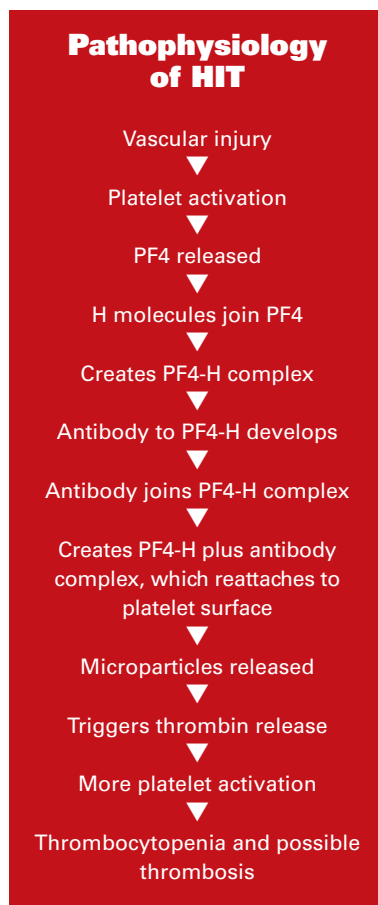 Pathophysiology
of HIT
Vascular injury
Platelet activation
PF4 released
H molecules join PF4
Creates PF4-H complex
Antibody to PF4-H develops
Antibody joins PF4-H complex
Creates PF4-H plus antibody
complex, which reattaches to
platelet surface
Microparticles released
Triggers thrombin release
More platelet activation
Thrombocytopenia and possible
thrombosis